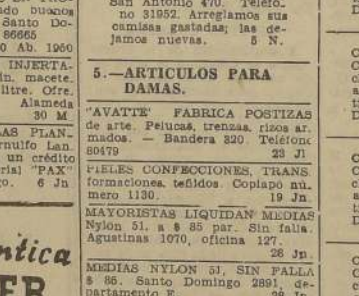 do buenos
Santo Do-
86665
0 Ab. 1960
INJERTA-
in. macete.
litre. Ofre.
Alameda
30 M
AS PLAN-
rnulfo Lan.
un crédito
rial "PAX"
go. 6 Jn
ntica
ER
San Antonio 470. Teléfo-
no 31952. Arreglamos sus
camisas gastadas; las de-
jamos nuevas. 5 N.
5.—ARTICULOS PARA
DAMAS.
"AVATTE" FABRICA POSTIZAS
de arte. Pelucas, trenzas, rizos ar.
mados. — Bandera 820. Teléfono
80479 23 Jl
PIELES CONFECCIONES, TRANS.
formaciones, teñidos. Copiapó nú.
mero 1130. 19 Jn.
MAYORISTAS LIQUIDAN MEDIAS
Nylon 51, a $ 85 par. Sin falla.
Agustinas 1070, oficina 127.
26 Jn.
MEDIAS NYLON 51, SIN FALLA
$ 86. Santo Domingo 2891, de-
partamento